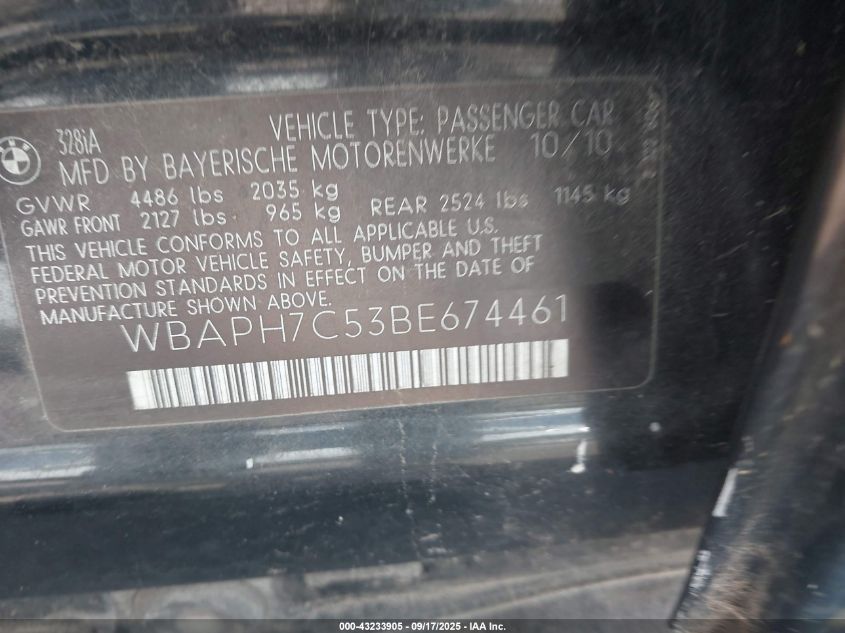 328iA VEHICLE TYPE: PASSENGER CAR
MFD BY BAYERISCHE MOTORENWERKE 10/10
GVWR 4486 lbs 2035 kg
GAWR FRONT 2127 lbs 965 kg REAR 2524 lbs 1145 kg
THIS VEHICLE CONFORMS TO ALL APPLICABLE U.S.
FEDERAL MOTOR VEHICLE SAFETY, BUMPER AND THEFT
PREVENTION STANDARDS IN EFFECT ON THE DATE OF
MANUFACTURE SHOWN ABOVE.
WBAPH7C53BE674461
000-43233905 - 09/17/2025 - IAA Inc.